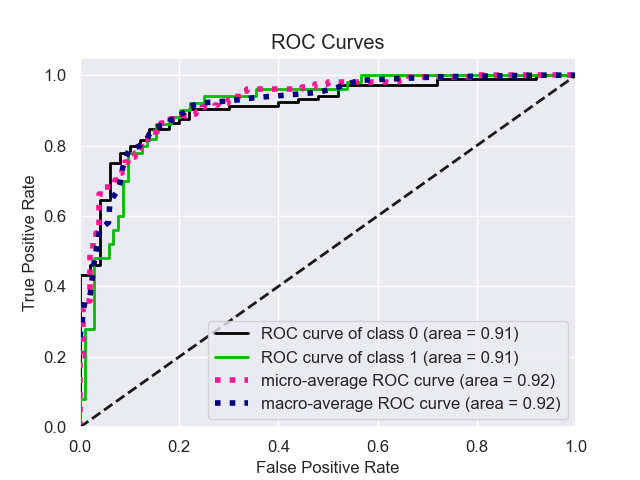 ROC Curves
True Positive Rate
1.0
0.8
0.6
0.4
0.2
0.0
ROC curve of class 0 (area = 0.91)
ROC curve of class 1 (area = 0.91)
micro-average ROC curve (area = 0.92)
macro-average ROC curve (area = 0.92)
0.0 0.2 0.4 0.6 0.8 1.0
False Positive Rate